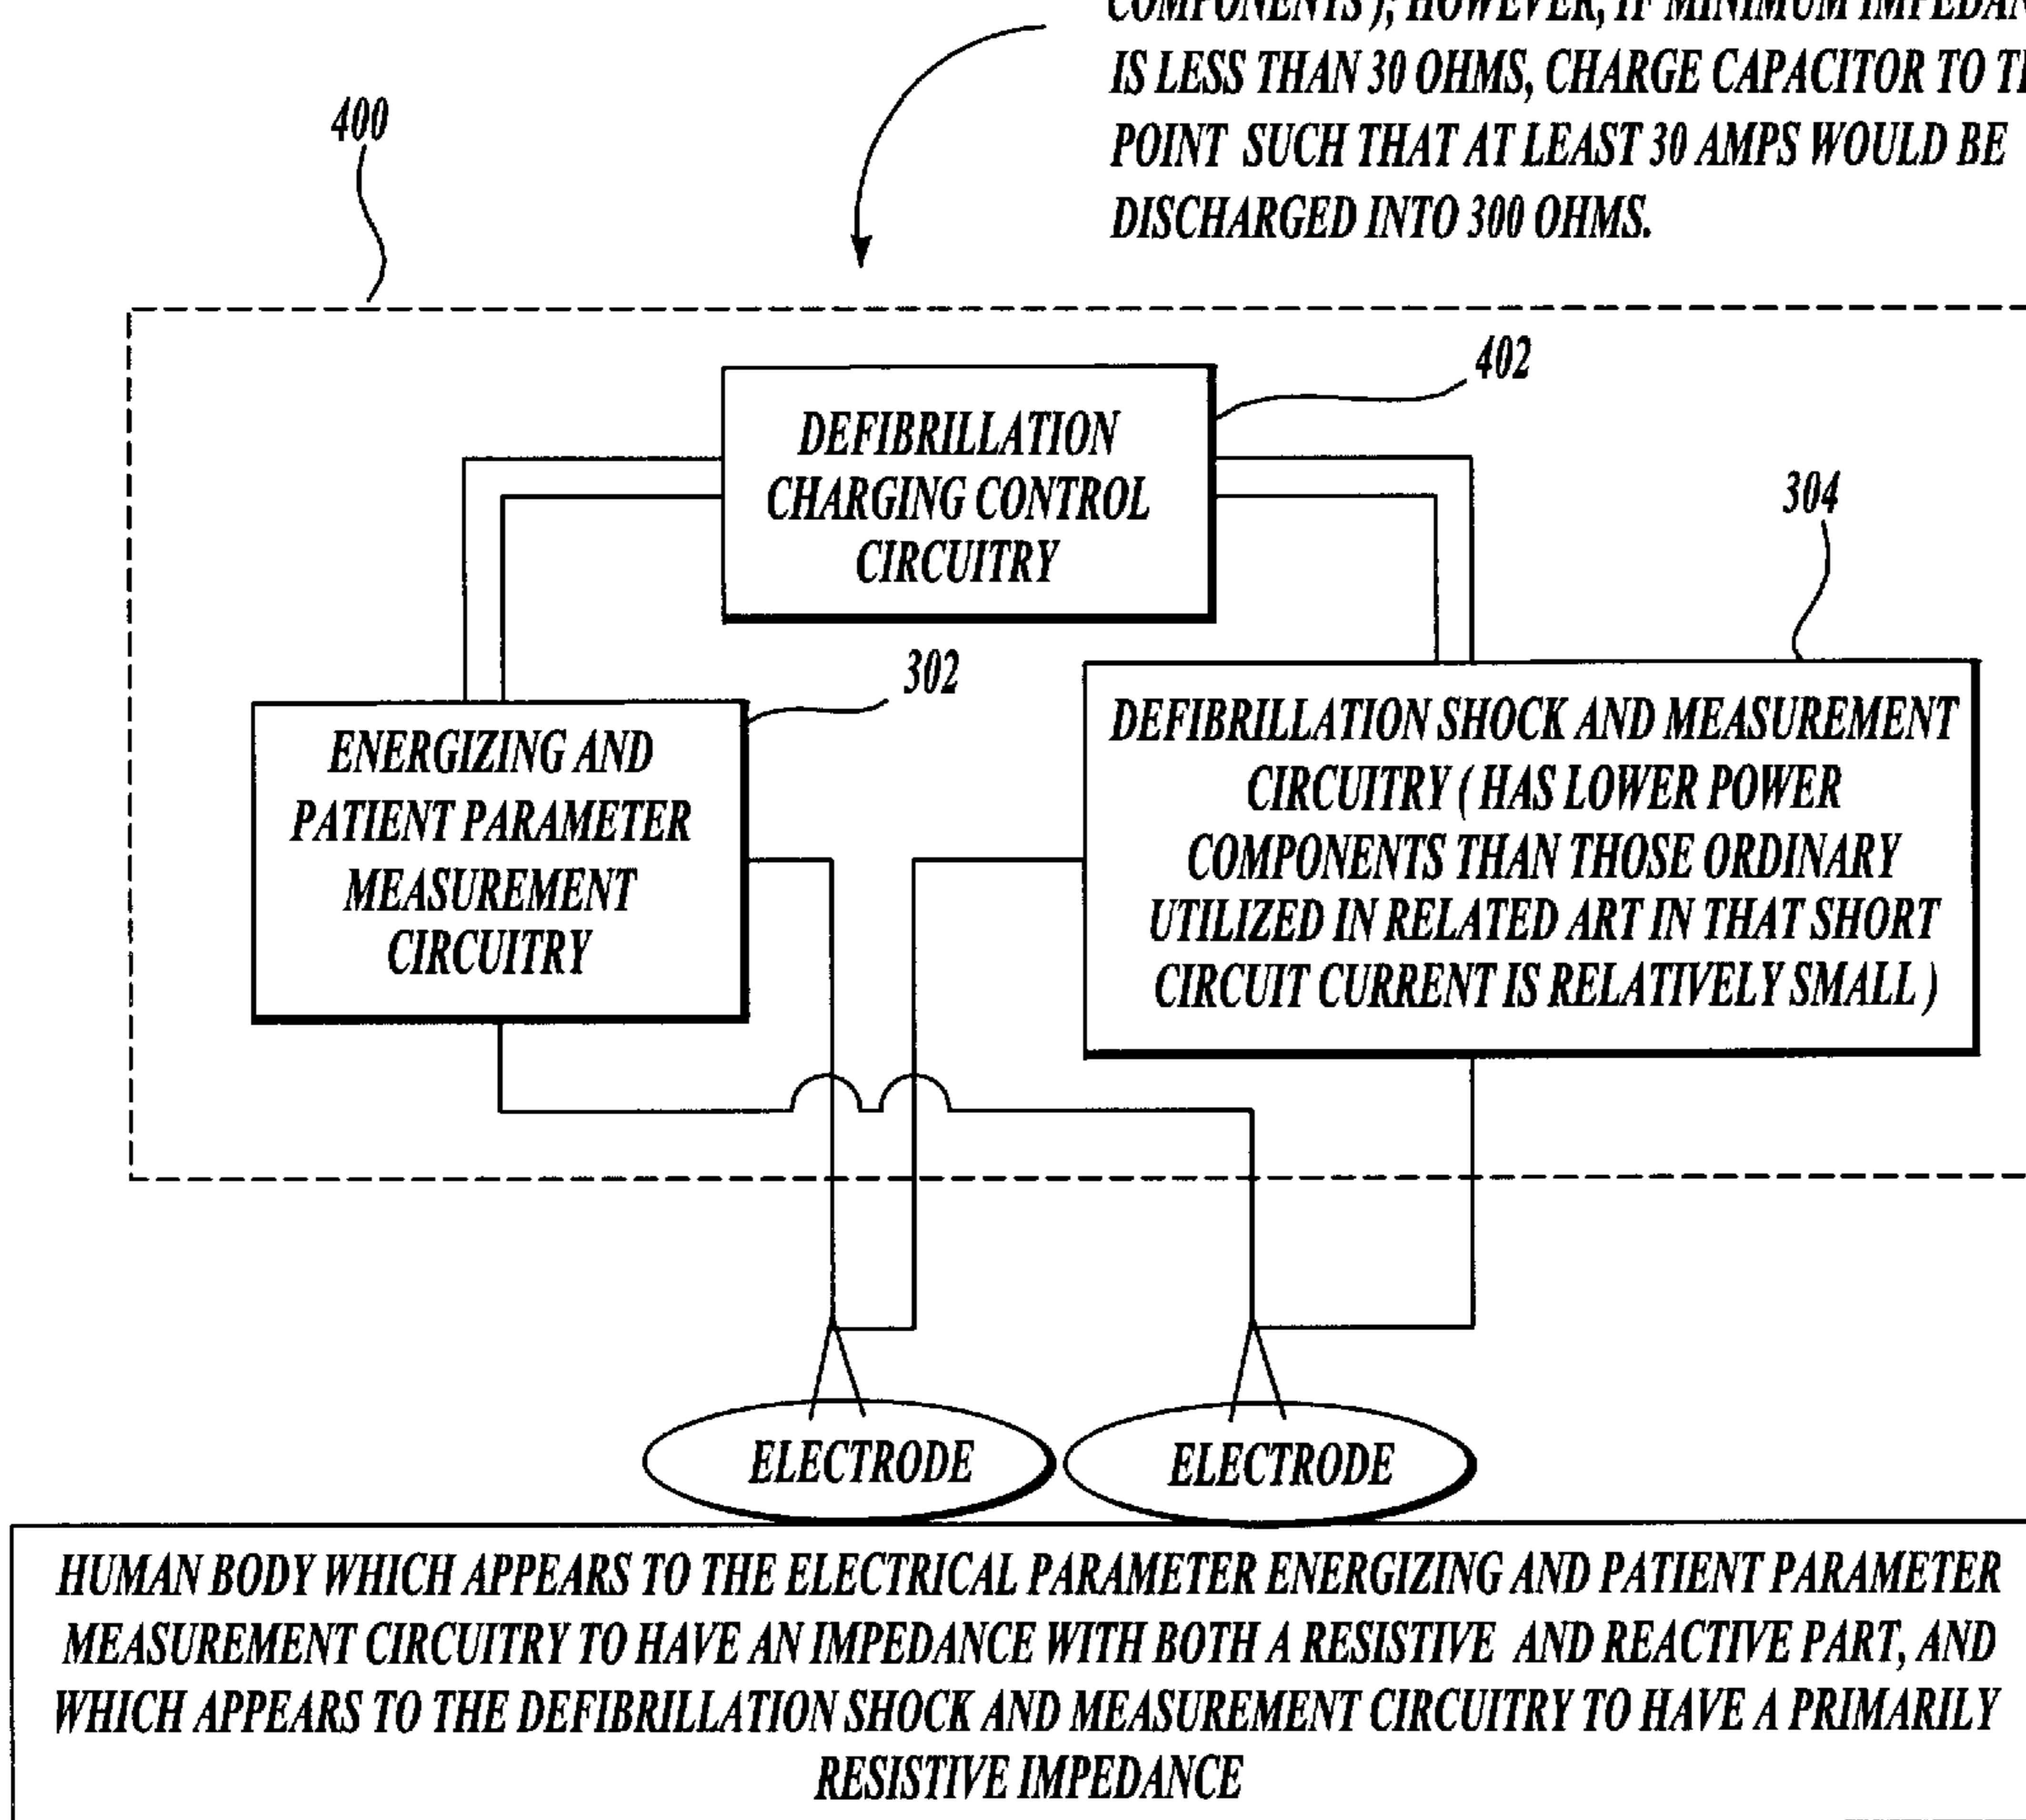 COMPONENTS ); HOWEVER, IF MINIMUM
IS LESS THAN 30 OHMS, CHARGE CAPACITOR TO
POINT SUCH THAT AT LEAST 30 AMPS WOULD BE
DISCHARGED INTO 300 OHMS.
400
402
DEFIBRILLATION
CHARGING CONTROL
CIRCUITRY
304
302
ENERGIZING AND
PATIENT PARAMETER
MEASUREMENT
CIRCUITRY
DEFIBRILLATION SHOCK AND MEASUREMENT
CIRCUITRY ( HAS LOWER POWER
COMPONENTS THAN THOSE ORDINARY
UTILIZED IN RELATED ART IN THAT SHORT
CIRCUIT CURRENT IS RELATIVELY SMALL )
ELECTRODE
ELECTRODE
HUMAN BODY WHICH APPEARS TO THE ELECTRICAL PARAMETER ENERGIZING AND PATIENT PARAMETER
MEASUREMENT CIRCUITRY TO HAVE AN IMPEDANCE WITH BOTH A RESISTIVE AND REACTIVE PART, AND
WHICH APPEARS TO THE DEFIBRILLATION SHOCK AND MEASUREMENT CIRCUITRY TO HAVE A PRIMARILY
RESISTIVE IMPEDANCE